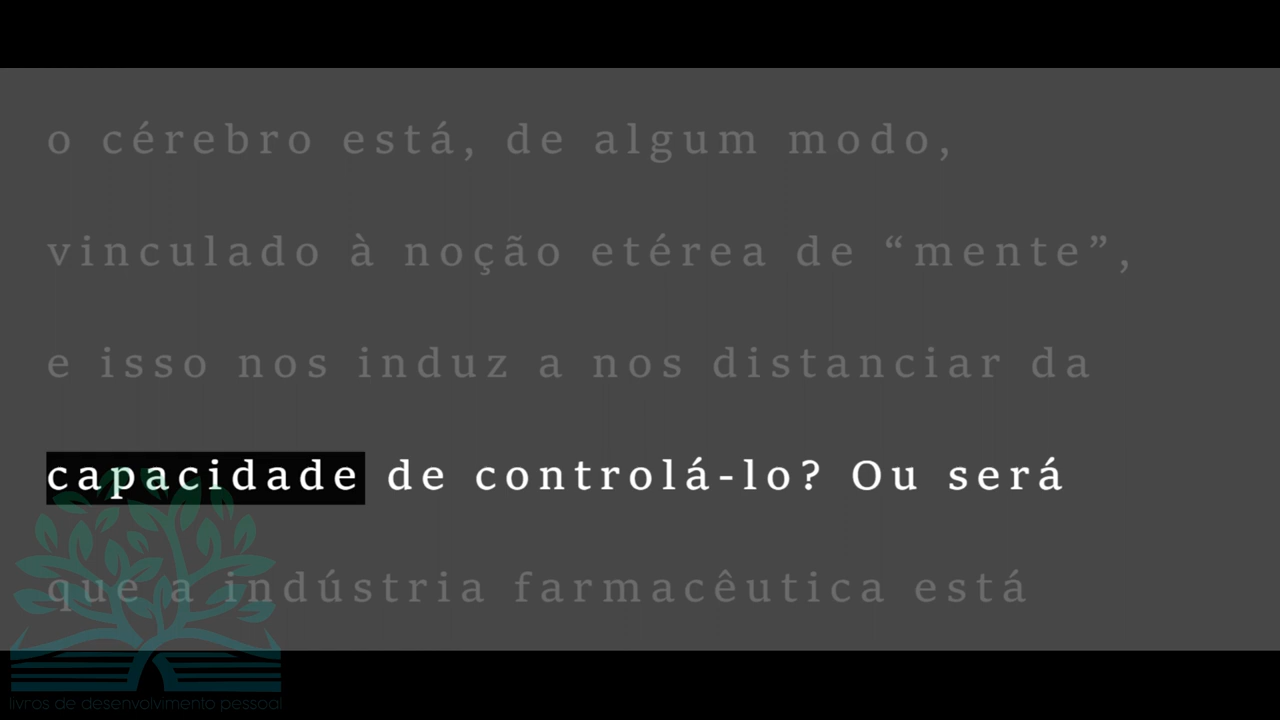 o cérebro está, de algum modo,
vinculado à noção etérea de “mente”,
e isso nos induz a nos distanciar da
capacidade de controlá-lo? Ou será
que a indústria farmacêutica está
livros de desenvolvimento pessoal